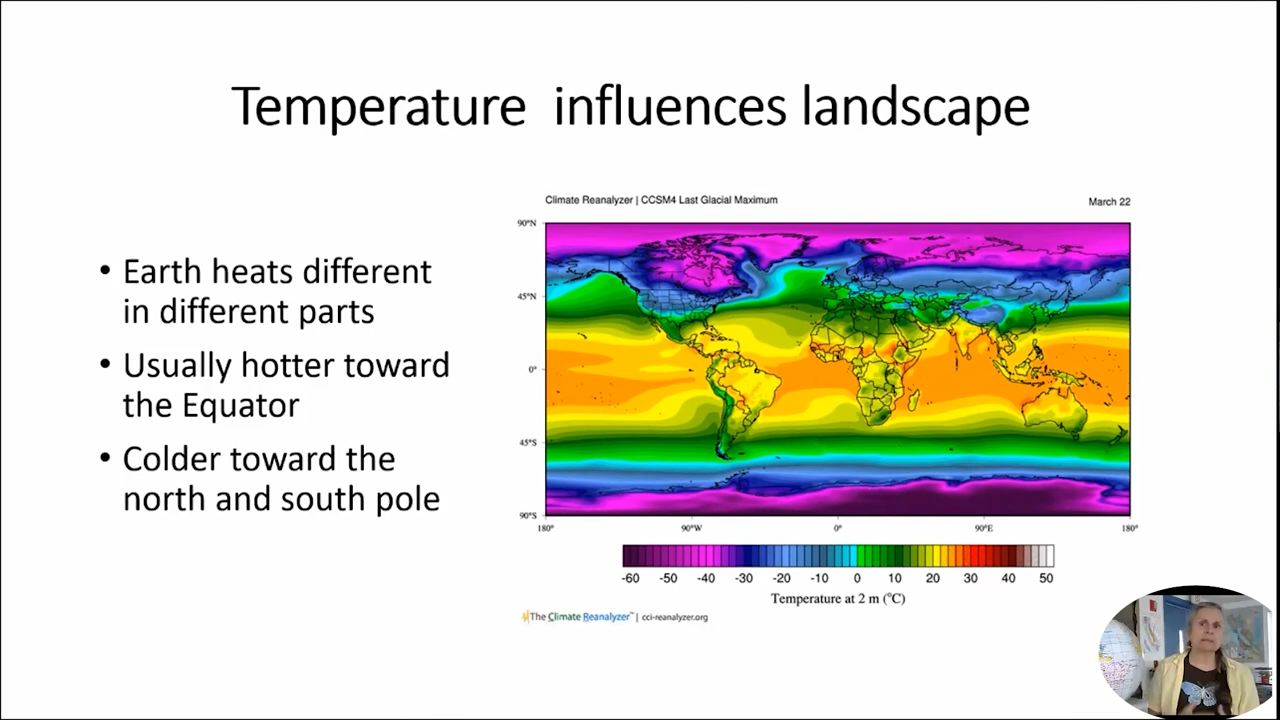 Temperature influences landscape
Climate Reanalyzer | CCSM4 Last Glacial Maximum
March 22
• Earth heats different
in different parts
• Usually hotter toward
the Equator
• Colder toward the
north and south pole
90°N
45°N
0°
45°S
90°S
180° 90°W 0° 90°E 180°
-60 -50 -40 -30 -20 -10 0 10 20 30 40 50
Temperature at 2 m (°C)
The Climate Reanalyzer™ | cci-reanalyzer.org